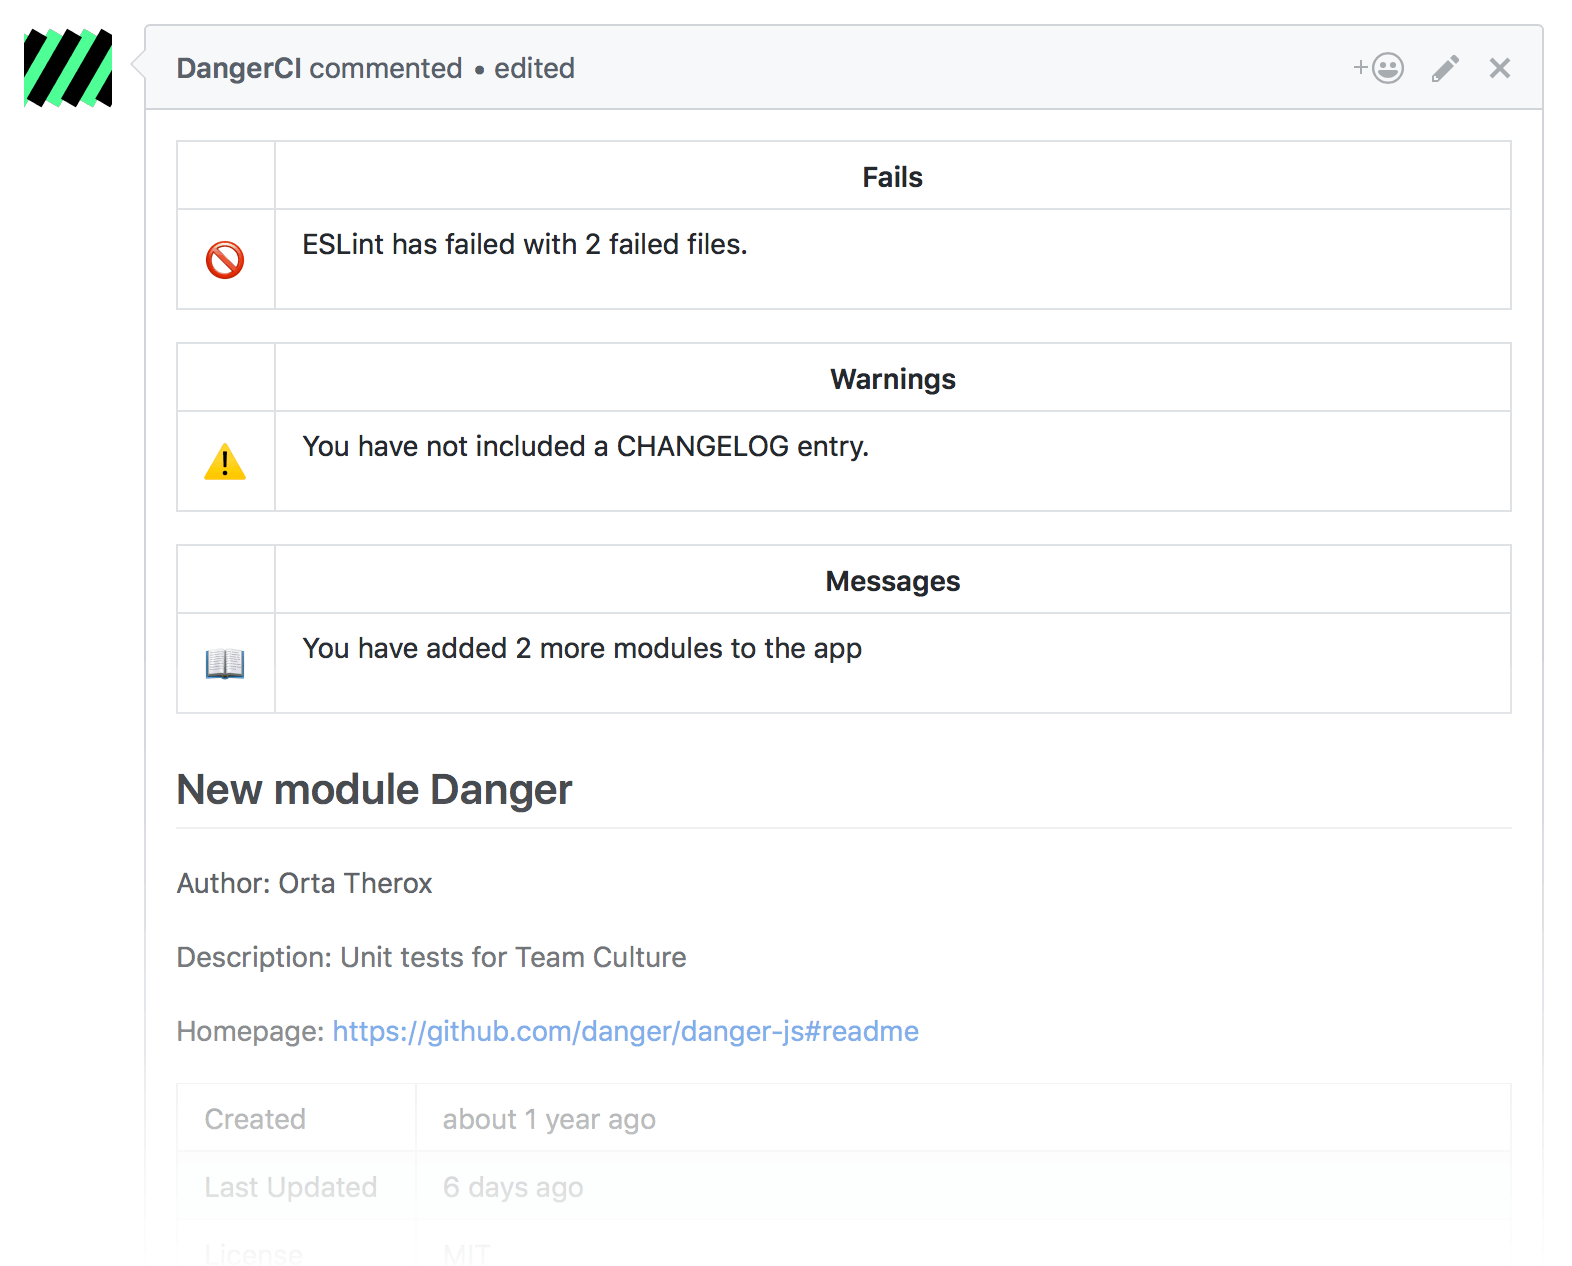 DangerCI commented • edited
Fails
ESLint has failed with 2 failed files.
Warnings
You have not included a CHANGELOG entry.
Messages
You have added 2 more modules to the app
New module Danger
Author: Orta Therox
Description: Unit tests for Team Culture
Homepage: https://github.com/danger/danger-js#readme
Created about 1 year ago
Last Updated 6 days ago
License MIT